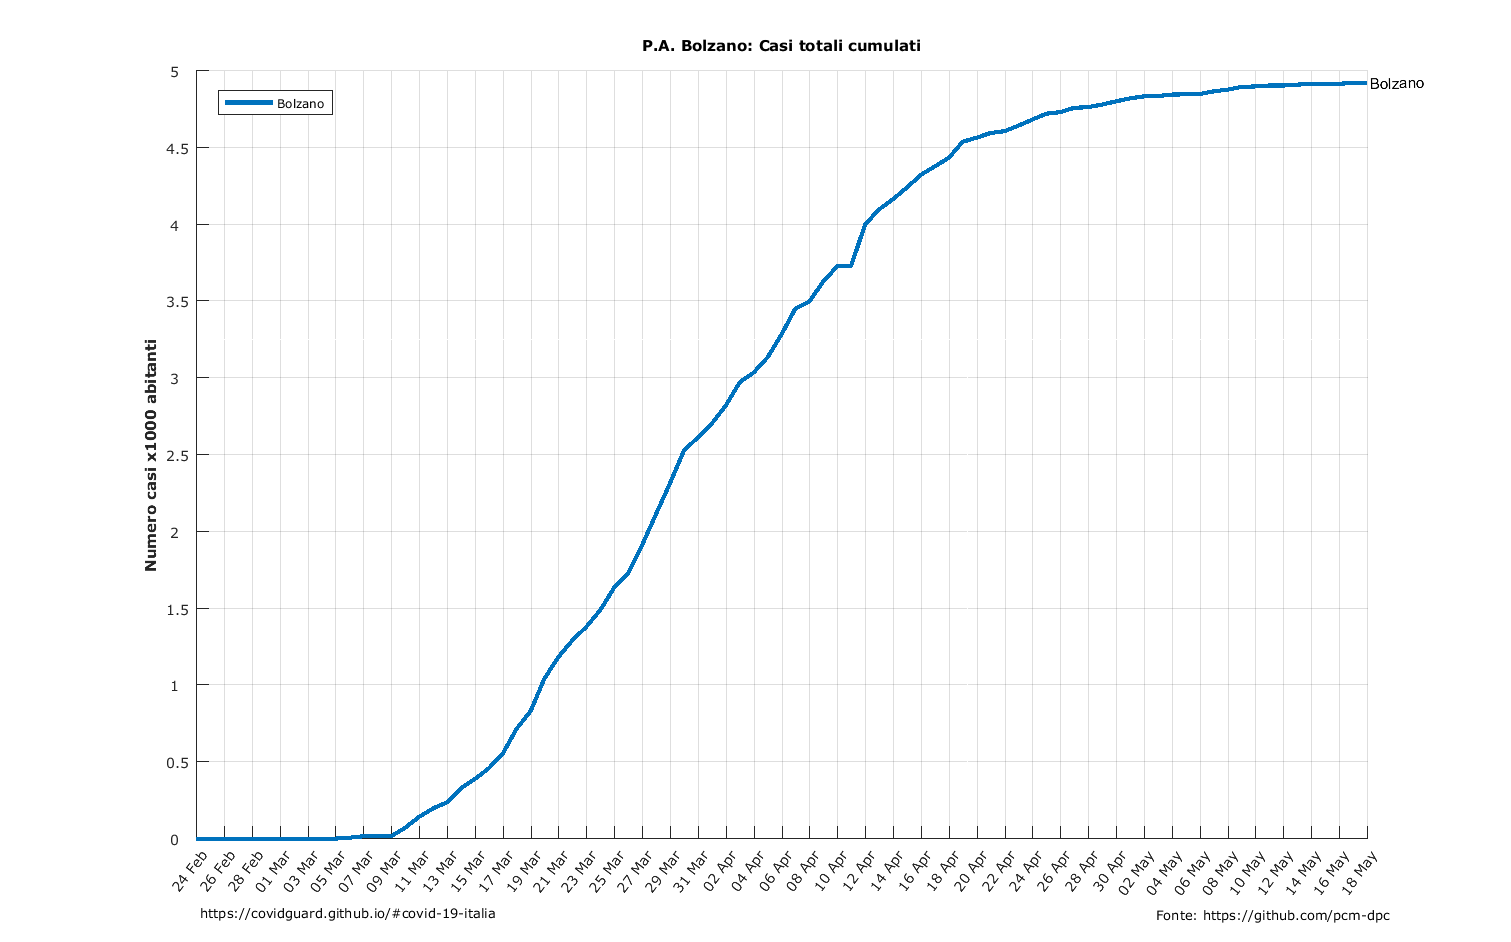 P.A. Bolzano: Casi totali cumulati
Bolzano
Bolzano
Numero casi x1000 abitanti
5
4.5
4
3.5
3
2.5
2
1.5
1
0.5
0
24 Feb
26 Feb
28 Feb
01 Mar
03 Mar
05 Mar
07 Mar
09 Mar
11 Mar
13 Mar
15 Mar
17 Mar
19 Mar
21 Mar
23 Mar
25 Mar
27 Mar
29 Mar
31 Mar
02 Apr
04 Apr
06 Apr
08 Apr
10 Apr
12 Apr
14 Apr
16 Apr
18 Apr
20 Apr
22 Apr
24 Apr
26 Apr
28 Apr
30 Apr
02 May
04 May
06 May
08 May
10 May
12 May
14 May
16 May
18 May
https://covidguard.github.io/#covid-19-italia
Fonte: https://github.com/pcm-dpc